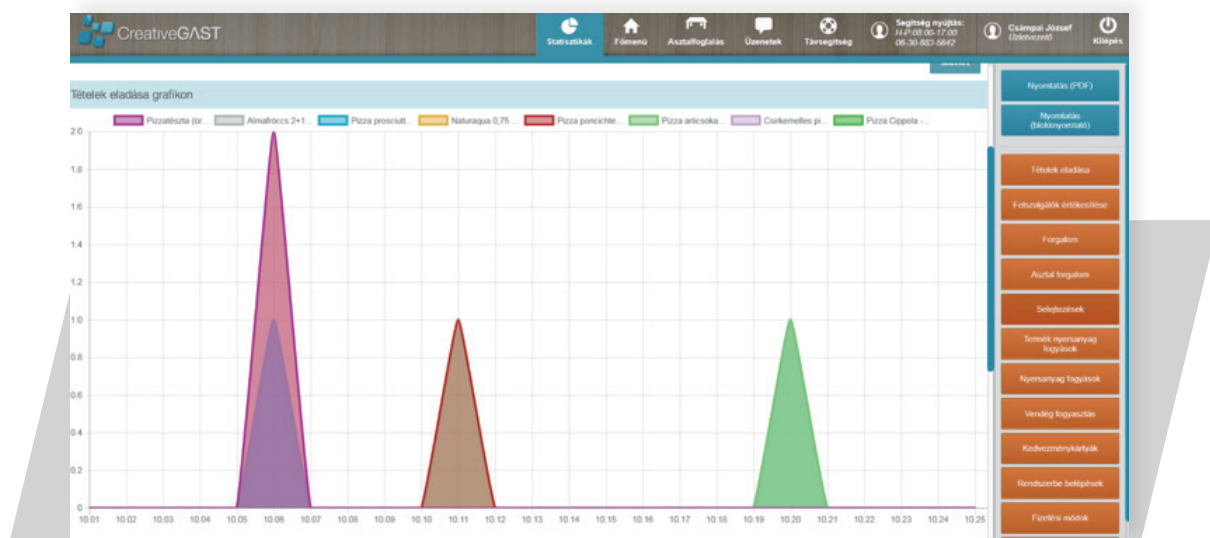 CreativeGAST
Statisztikák
Főmenü
Asztalfoglalás
Üzenetek
Távsegítség
Segítség nyújtás:
H-P:08:00-17:00
06-30-883-5642
Csámpai József
Üzletvezető
Kilépés
Tételek eladása grafikon
Pizzatészta (úr... Almafröccs 2+1... Pizza prosciutt... Naturaqua 0,75 ... Pizza poncichte... Pizza articsoka... Csirkemelles pi... Pizza Cippola -...
2.0
1.8
1.6
1.4
1.2
1.0
0.8
0.6
0.4
0.2
0
10.01 10.02 10.03 10.04 10.05 10.06 10.07 10.08 10.09 10.10 10.11 10.12 10.13 10.14 10.15 10.16 10.17 10.18 10.19 10.20 10.21 10.22 10.23 10.24 10.25
Nyomtatás (PDF)
Nyomtatás
(blokknyomtató)
Tételek eladása
Felszolgálók értékesítése
Forgalom
Asztal forgalom
Selejtezések
Termék nyersanyag
fogyások
Nyersanyag fogyások
Vendég fogyasztás
Kedvezménykártyák
Rendszerbe belépések
Fizetési módok